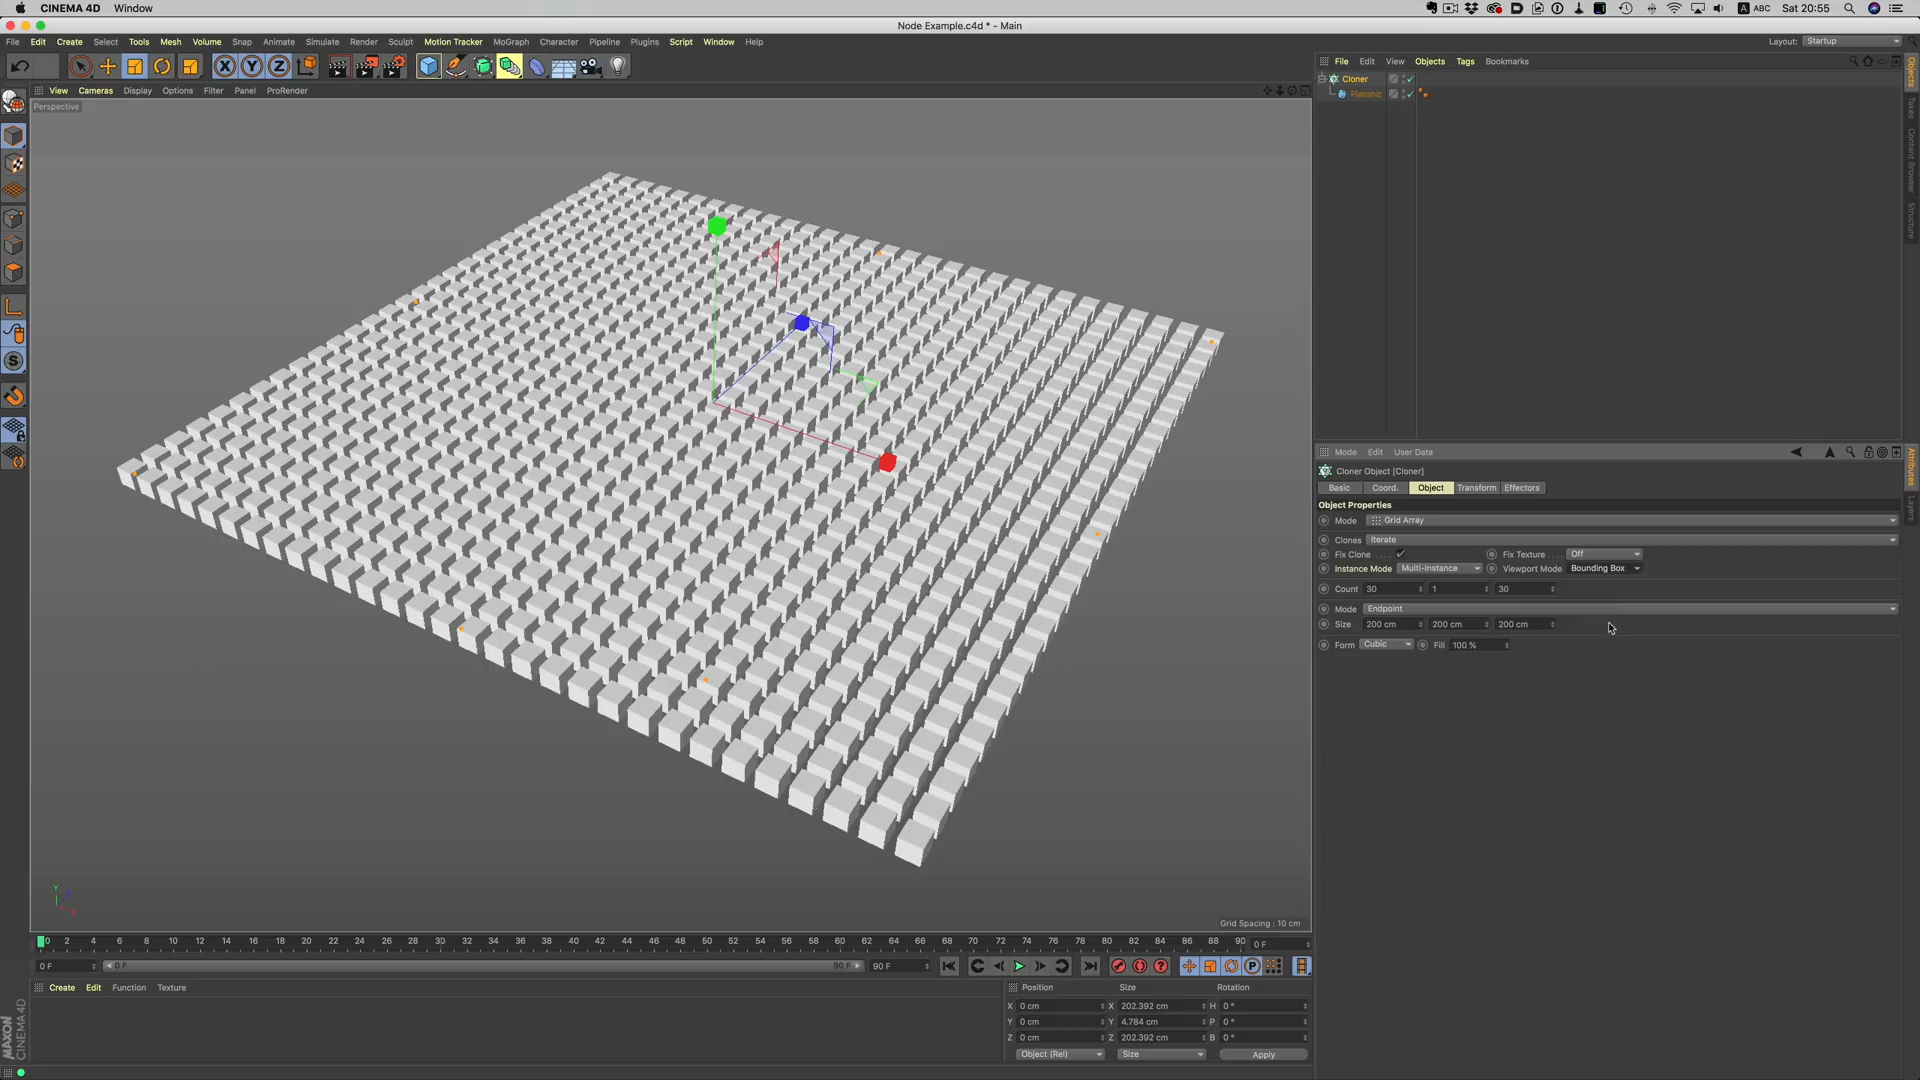 CINEMA 4D Window
ABC Sat 20:55
Node Example.c4d * - Main
File Edit Create Select Tools Mesh Volume Snap Animate Simulate Render Sculpt Motion Tracker MoGraph Character Pipeline Plugins Script Window Help
Layout: Startup
View Cameras Display Options Filter Panel ProRender
Perspective
File Edit View Objects Tags Bookmarks
Cloner
Platonic
Objects
Takes
Content Browser
Structure
Mode Edit User Data
Cloner Object [Cloner]
Basic Coord. Object Transform Effectors
Object Properties
Mode Grid Array
Clones Iterate
Fix Clone Fix Texture Off
Instance Mode Multi-Instance Viewport Mode Bounding Box
Count 30 1 30
Mode Endpoint
Size 200 cm 200 cm 200 cm
Form Cubic Fill 100 %
Attributes
Layers
Y
Grid Spacing : 10 cm
0 2 4 6 8 10 12 14 16 18 20 22 24 26 28 30 32 34 36 38 40 42 44 46 48 50 52 54 56 58 60 62 64 66 68 70 72 74 76 78 80 82 84 86 88 90 0 F
0 F 0 F 90 F 90 F
Create Edit Function Texture
Position Size Rotation
X 0 cm X 202.392 cm H 0 °
Y 0 cm Y 4.784 cm P 0 °
Z 0 cm Z 202.392 cm B 0 °
Object (Rel) Size Apply
MAXON
CINEMA 4D